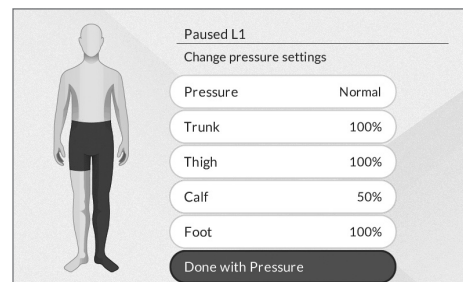 Paused L1
Change pressure settings
Pressure Normal
Trunk 100%
Thigh 100%
Calf 50%
Foot 100%
Done with Pressure